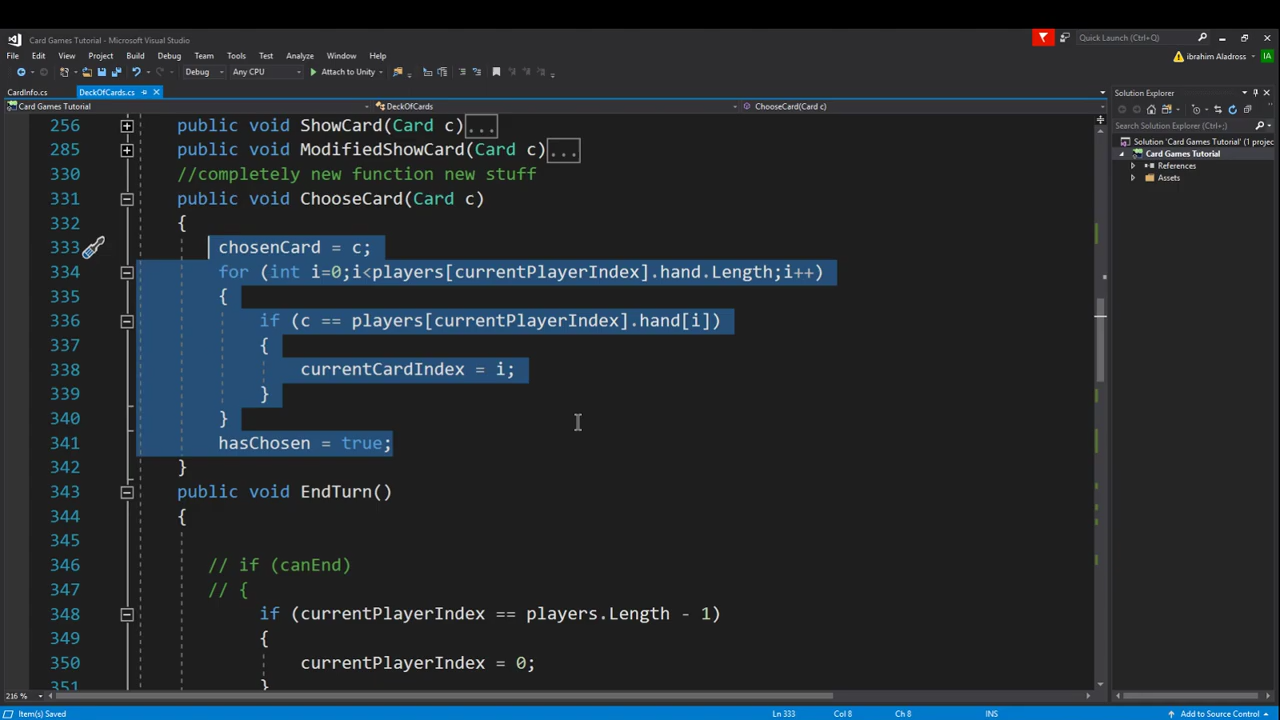 Card Games Tutorial - Microsoft Visual Studio
Quick Launch (Ctrl+Q)
File Edit View Project Build Debug Team Tools Test Analyze Window Help
ibrahim Aladross IA
Debug Any CPU Attach to Unity
CardInfo.cs DeckOfCards.cs
Solution Explorer
Card Games Tutorial DeckOfCards ChooseCard(Card c)
256 public void ShowCard(Card c)...
285 public void ModifiedShowCard(Card c)...
330 //completely new function new stuff
331 public void ChooseCard(Card c)
332 {
333 chosenCard = c;
334 for (int i=0;i<players[currentPlayerIndex].hand.Length;i++)
335 {
336 if (c == players[currentPlayerIndex].hand[i])
337 {
338 currentCardIndex = i;
339 }
340 }
341 hasChosen = true;
342 }
343 public void EndTurn()
344 {
345
346 // if (canEnd)
347 // {
348 if (currentPlayerIndex == players.Length - 1)
349 {
350 currentPlayerIndex = 0;
351 }
Search Solution Explorer (Ctrl+;)
Solution 'Card Games Tutorial' (1 projec
Card Games Tutorial
References
Assets
216 %
Item(s) Saved Ln 333 Col 8 Ch 8 INS Add to Source Control